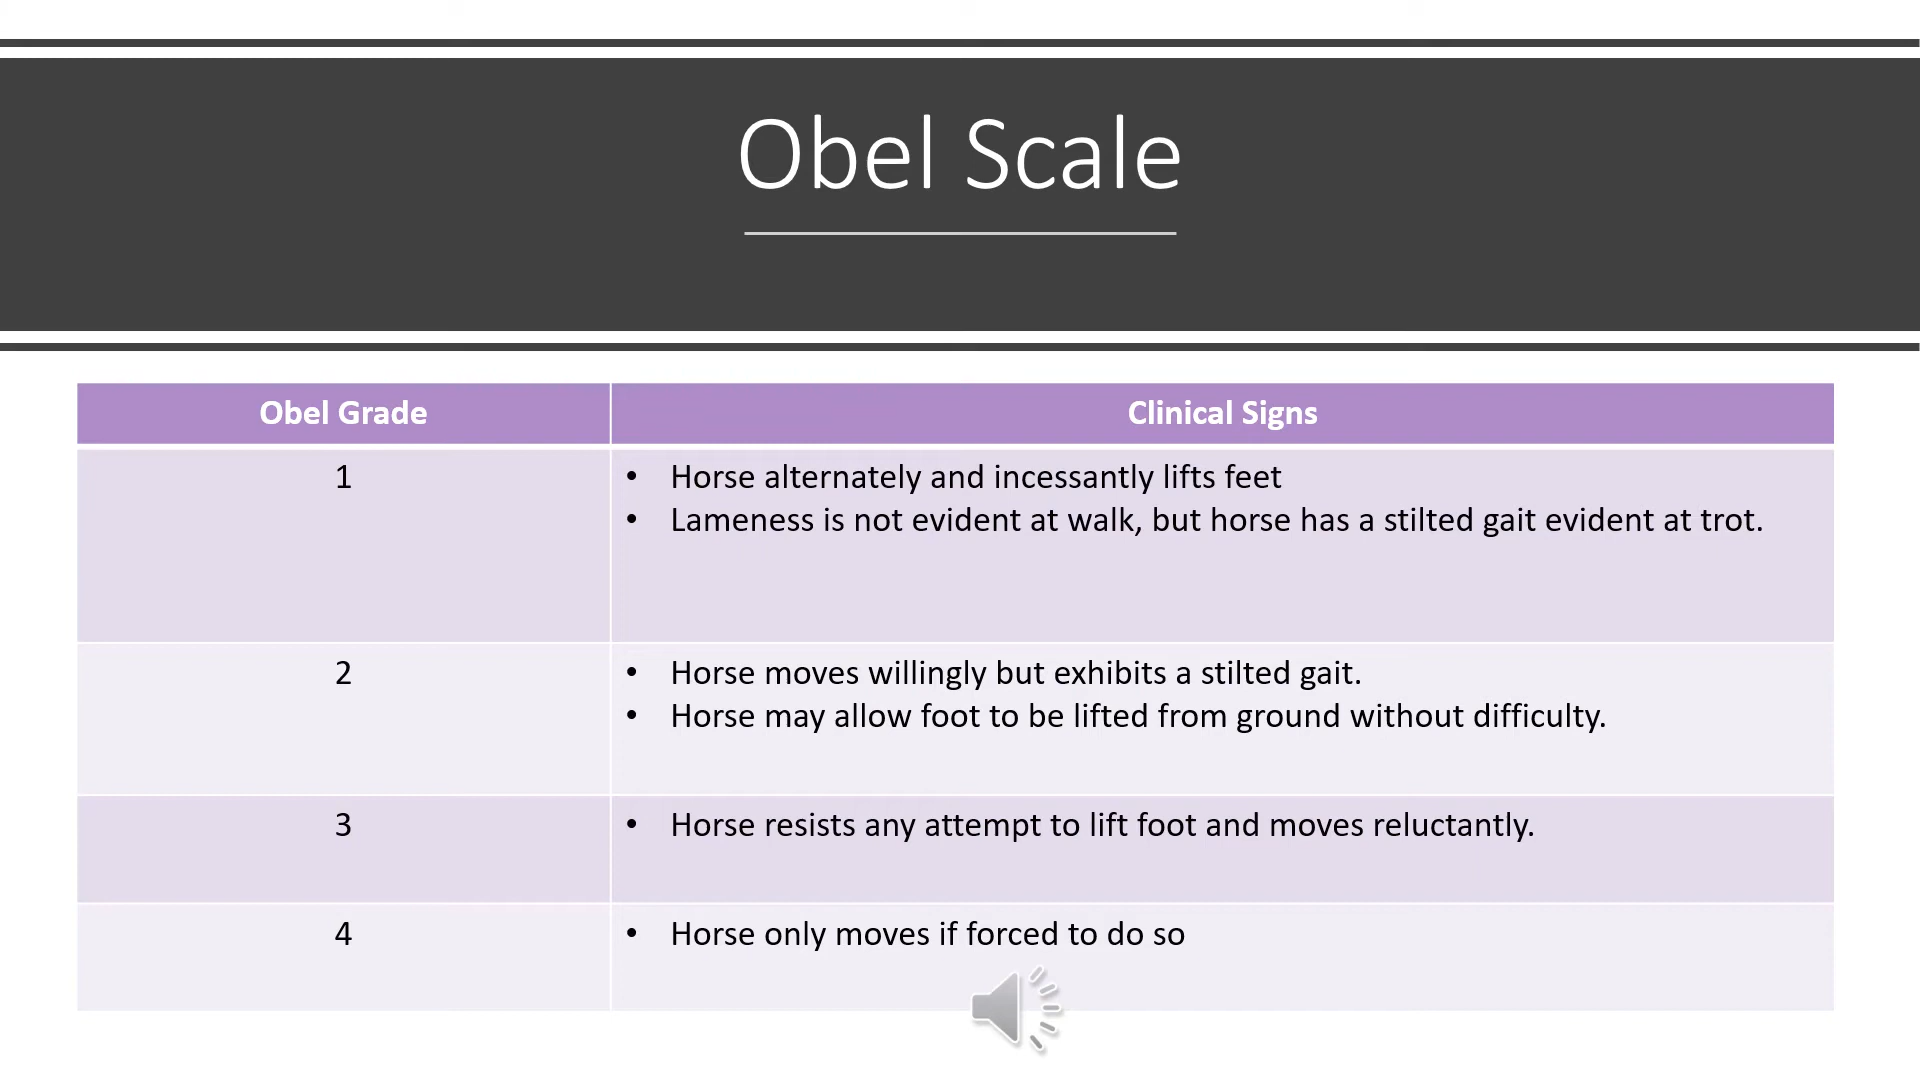 Obel Scale
Obel Grade
Clinical Signs
1
• Horse alternately and incessantly lifts feet
• Lameness is not evident at walk, but horse has a stilted gait evident at trot.
2
• Horse moves willingly but exhibits a stilted gait.
• Horse may allow foot to be lifted from ground without difficulty.
3
• Horse resists any attempt to lift foot and moves reluctantly.
4
• Horse only moves if forced to do so